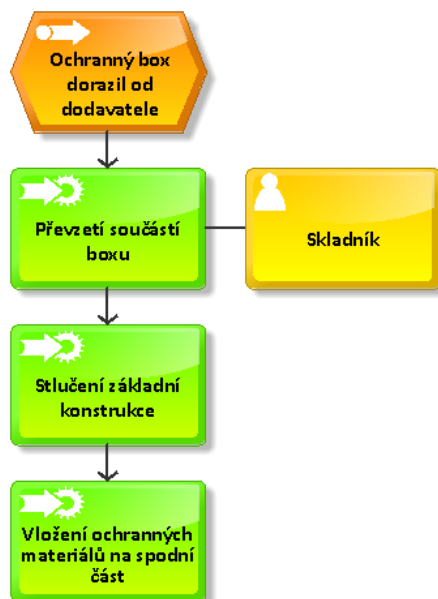 Ochranný box
dorazil od
dodavatele
Převzetí součástí
boxu
Skladník
Stlučení základní
konstrukce
Vložení ochranných
materiálů na spodní
část